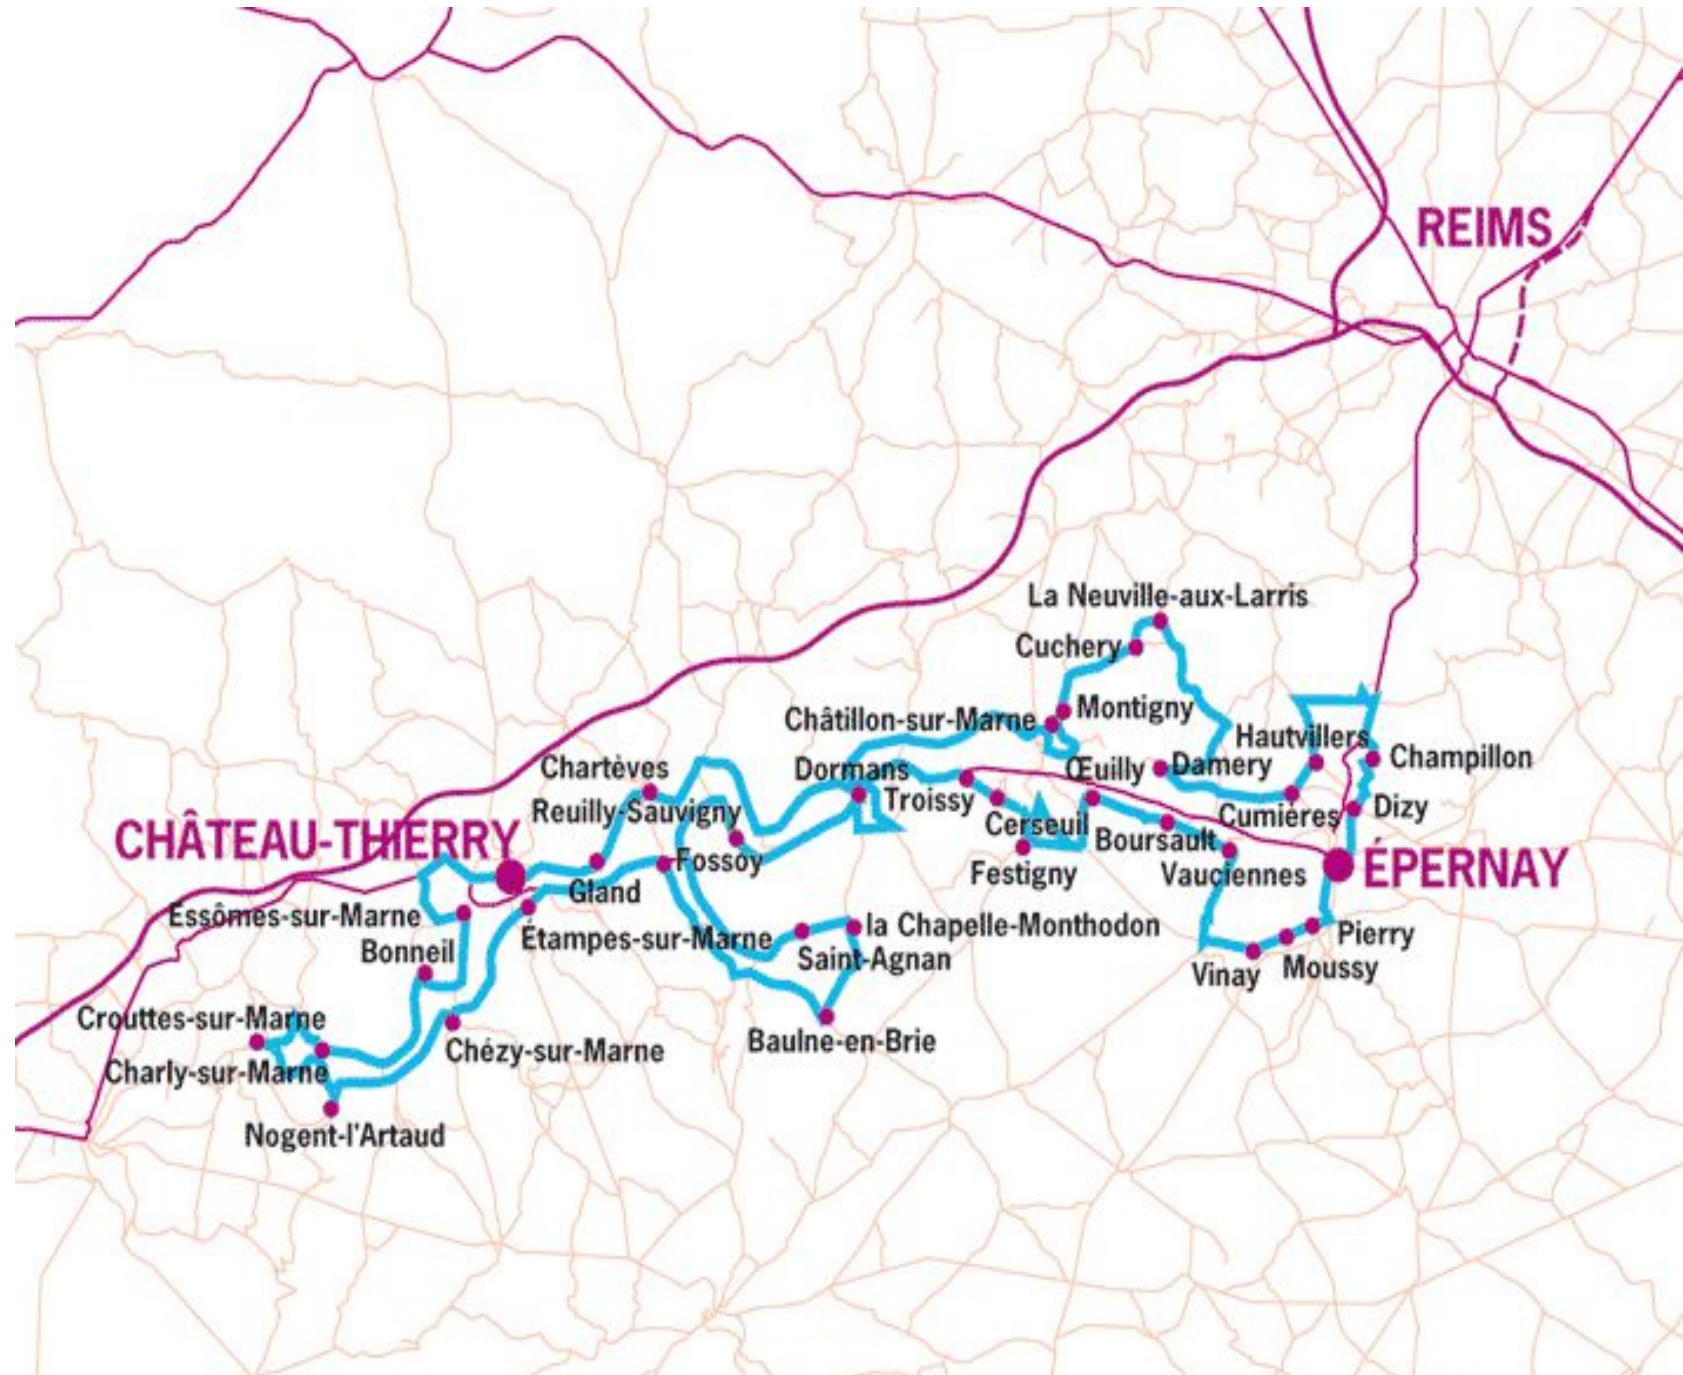 REIMS
La Neuville-aux-Larris
Cuchery
Montigny
Châtillon-sur-Marne
Hautvillers
Champillon
Chartèves
Dormans
Œuilly
Damery
Reuilly-Sauvigny
Troissy
Cumières
Dizy
Cerseuil
CHÂTEAU-THIERRY
Boursault
Fossoy
ÉPERNAY
Festigny
Vauciennes
Gland
Essômes-sur-Marne
la Chapelle-Monthodon
Étampes-sur-Marne
Pierry
Bonneil
Saint-Agnan
Moussy
Vinay
Crouttes-sur-Marne
Baulne-en-Brie
Chézy-sur-Marne
Charly-sur-Marne
Nogent-l'Artaud